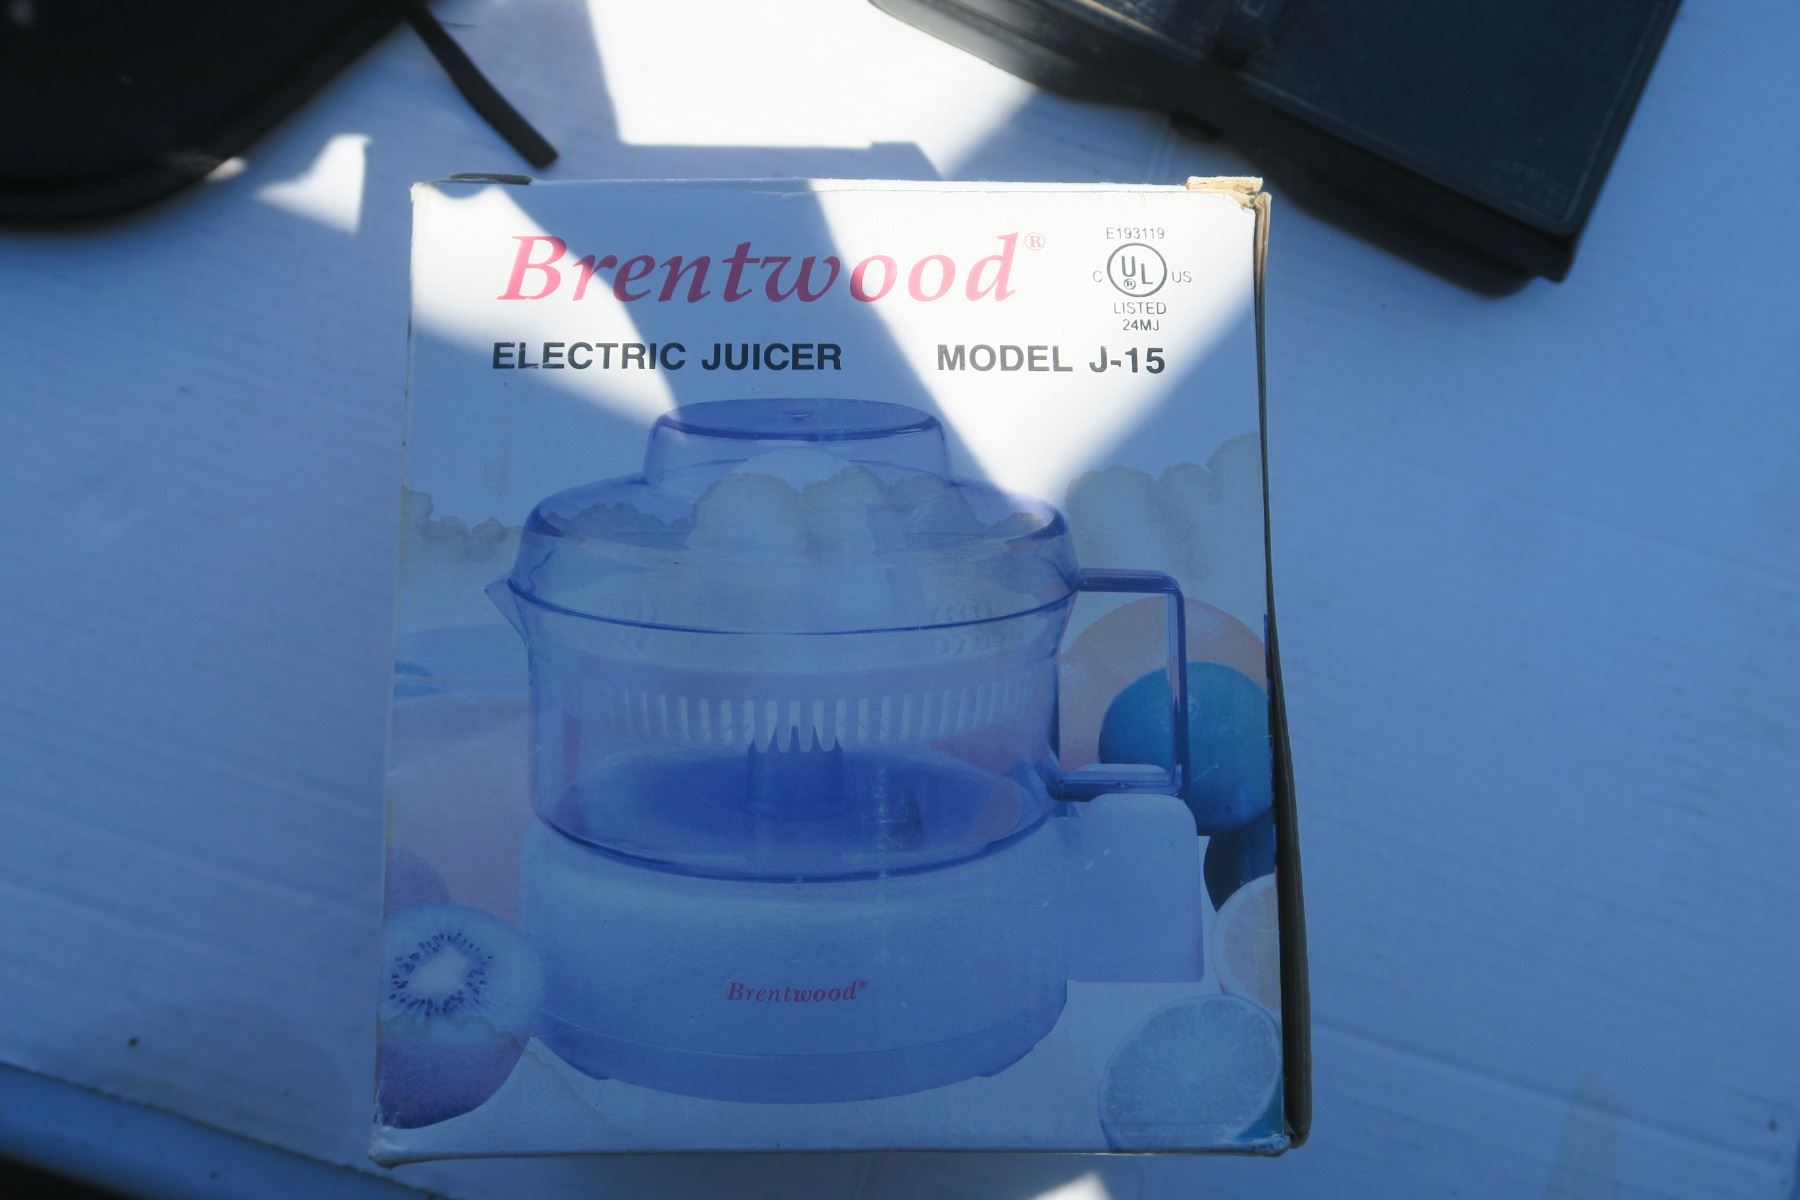 Brentwood®
E193119
C UL® US
LISTED
24MJ
ELECTRIC JUICER MODEL J-15
Brentwood®